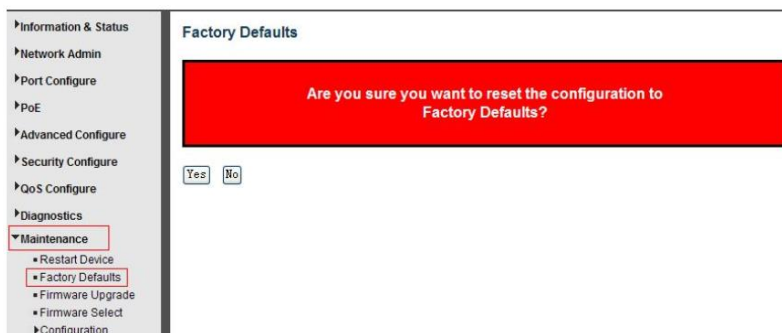 Information & Status
Network Admin
Port Configure
PoE
Advanced Configure
Security Configure
QoS Configure
Diagnostics
Maintenance
Restart Device
Factory Defaults
Firmware Upgrade
Firmware Select
Configuration
Factory Defaults
Are you sure you want to reset the configuration to
Factory Defaults?
Yes No